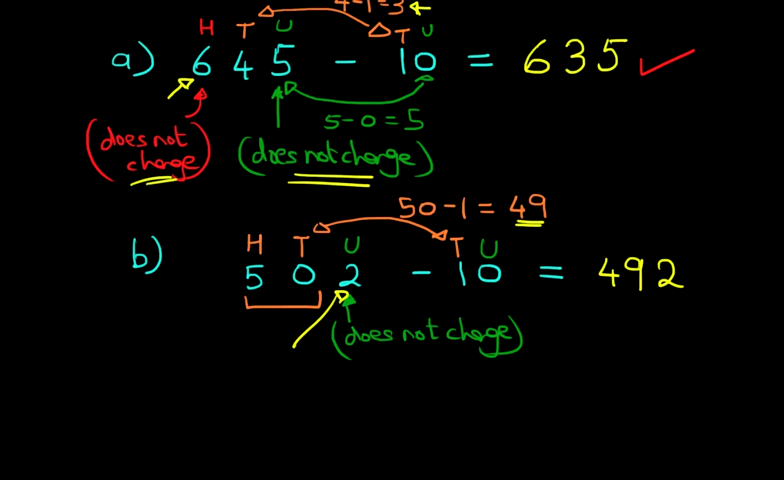 4-1=3
H T U T U
a) 6 4 5 - 10 = 635
5-0=5
(does not change) (does not change)
50-1 = 49
H T U T U
b) 5 0 2 - 10 = 492
(does not change)